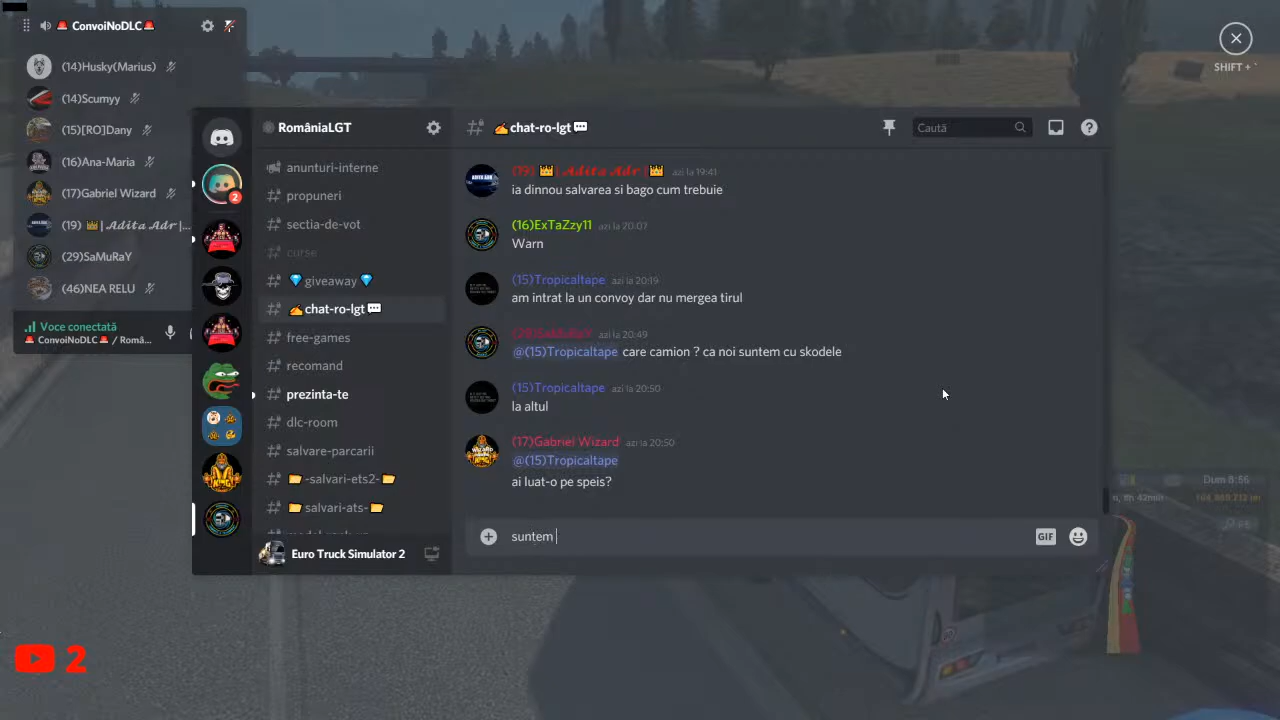 🚨 ConvoiNoDLC🚨
(14)Husky(Marius)
(14)Scumyy
(15)[RO]Dany
(16)Ana-Maria
(17)Gabriel Wizard
(19) 👑|𝓐𝓭𝓲𝓽𝓪 𝓐𝓭𝓻|...
(29)SaMuRaY
(46)NEA RELU
Voce conectată
🚨 ConvoiNoDLC🚨 / Româ...
RomâniaLGT
anunturi-interne
propuneri
sectia-de-vot
curse
💎giveaway💎
✍chat-ro-lgt💬
free-games
recomand
prezinta-te
dlc-room
salvare-parcarii
📂-salvari-ets2-📂
📂salvari-ats-📂
Euro Truck Simulator 2
2
✍chat-ro-lgt💬
Caută
SHIFT + `
(19) 👑|𝓐𝓭𝓲𝓽𝓪 𝓐𝓭𝓻|👑 azi la 19:41
ia dinnou salvarea si bago cum trebuie
(16)ExTaZzy11 azi la 20:07
Warn
(15)Tropicaltape azi la 20:19
am intrat la un convoy dar nu mergea tirul
(29)SaMuRaY azi la 20:49
@(15)Tropicaltape care camion ? ca noi suntem cu skodele
(15)Tropicaltape azi la 20:50
la altul
(17)Gabriel Wizard azi la 20:50
@(15)Tropicaltape
ai luat-o pe speis?
suntem
GIF
Dum 8:56
F5
2